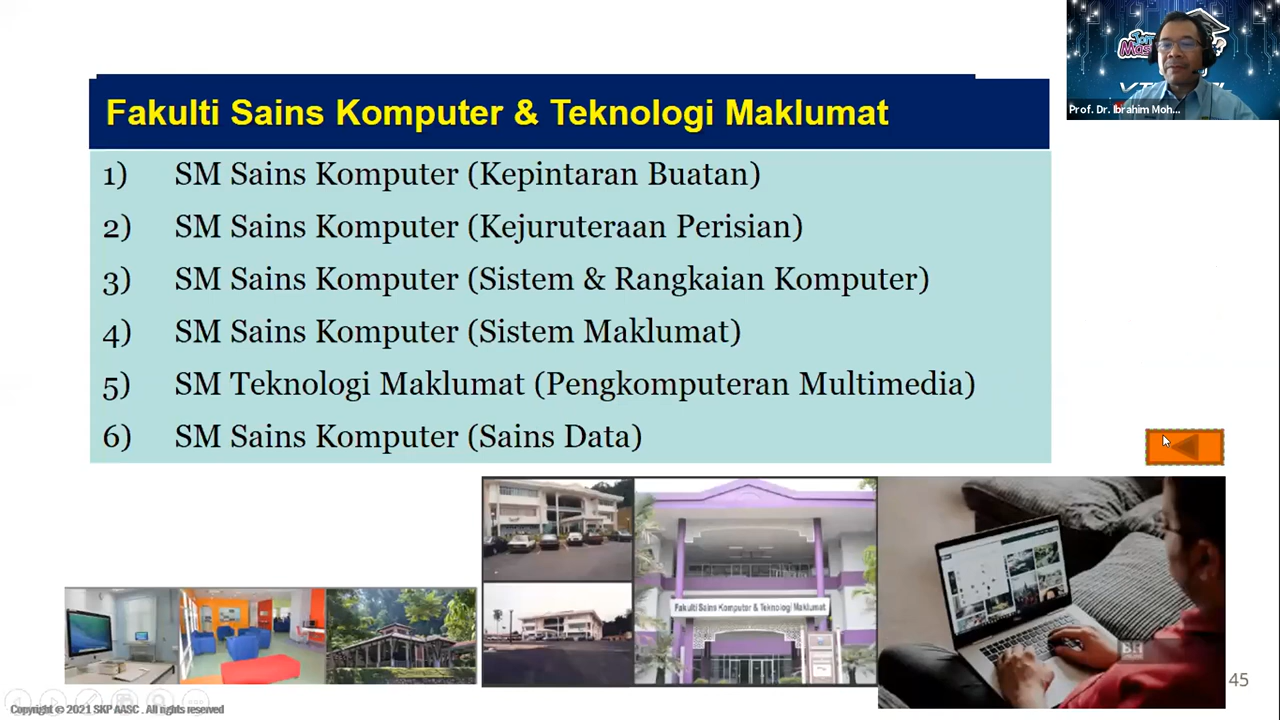 Prof. Dr. Ibrahim Moh...
Fakulti Sains Komputer & Teknologi Maklumat
1) SM Sains Komputer (Kepintaran Buatan)
2) SM Sains Komputer (Kejuruteraan Perisian)
3) SM Sains Komputer (Sistem & Rangkaian Komputer)
4) SM Sains Komputer (Sistem Maklumat)
5) SM Teknologi Maklumat (Pengkomputeran Multimedia)
6) SM Sains Komputer (Sains Data)
Fakulti Sains Komputer & Teknologi Maklumat
BH
45
Copyright © 2021 SKP AASC . All rights reserved